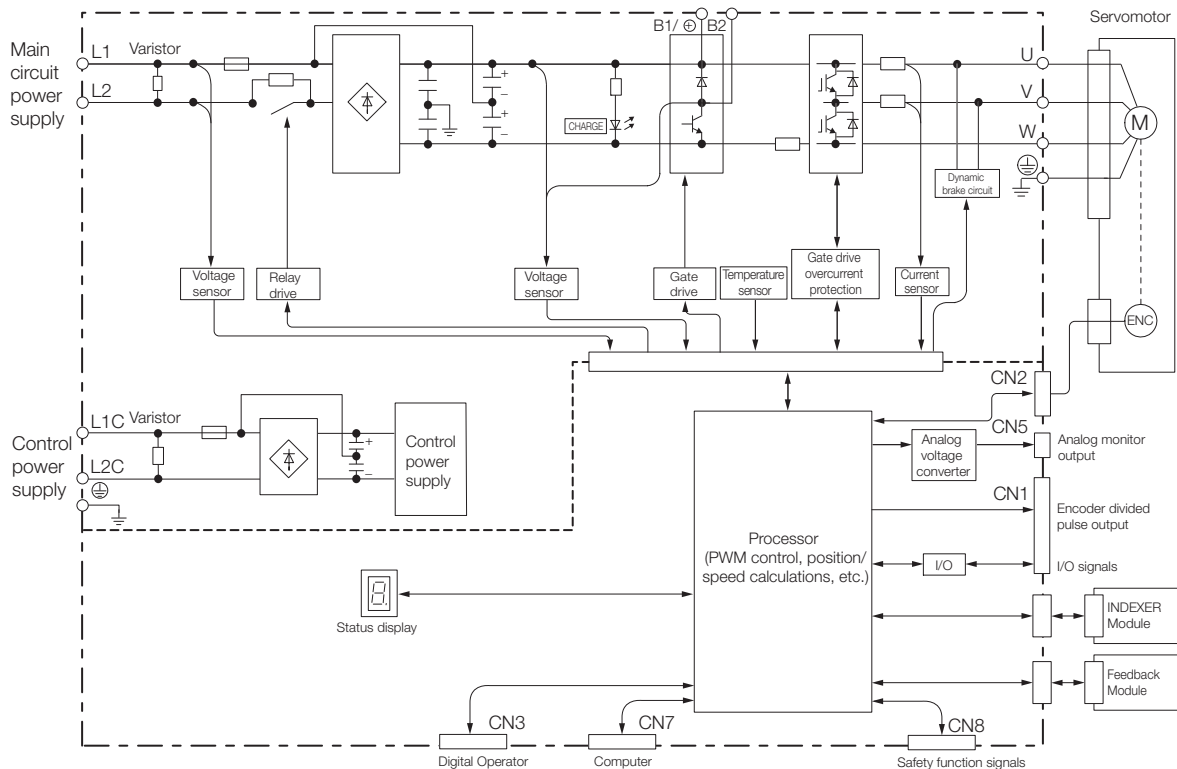 B1/ ⊕ B2
Servomotor
Main
circuit
power
supply
L1
Varistor
L2
U
V
W
M
CHARGE
+
−
+
−
Dynamic
brake circuit
Voltage
sensor
Relay
drive
Voltage
sensor
Gate
drive
Temperature
sensor
Gate drive
overcurrent
protection
Current
sensor
ENC
CN2
Control
power
supply
L1C
Varistor
L2C
+
−
Control
power
supply
Analog
voltage
converter
CN5
Analog monitor
output
CN1
Encoder divided
pulse output
Processor
(PWM control, position/
speed calculations, etc.)
I/O
I/O signals
8.
Status display
INDEXER
Module
Feedback
Module
CN3
CN7
CN8
Digital Operator
Computer
Safety function signals